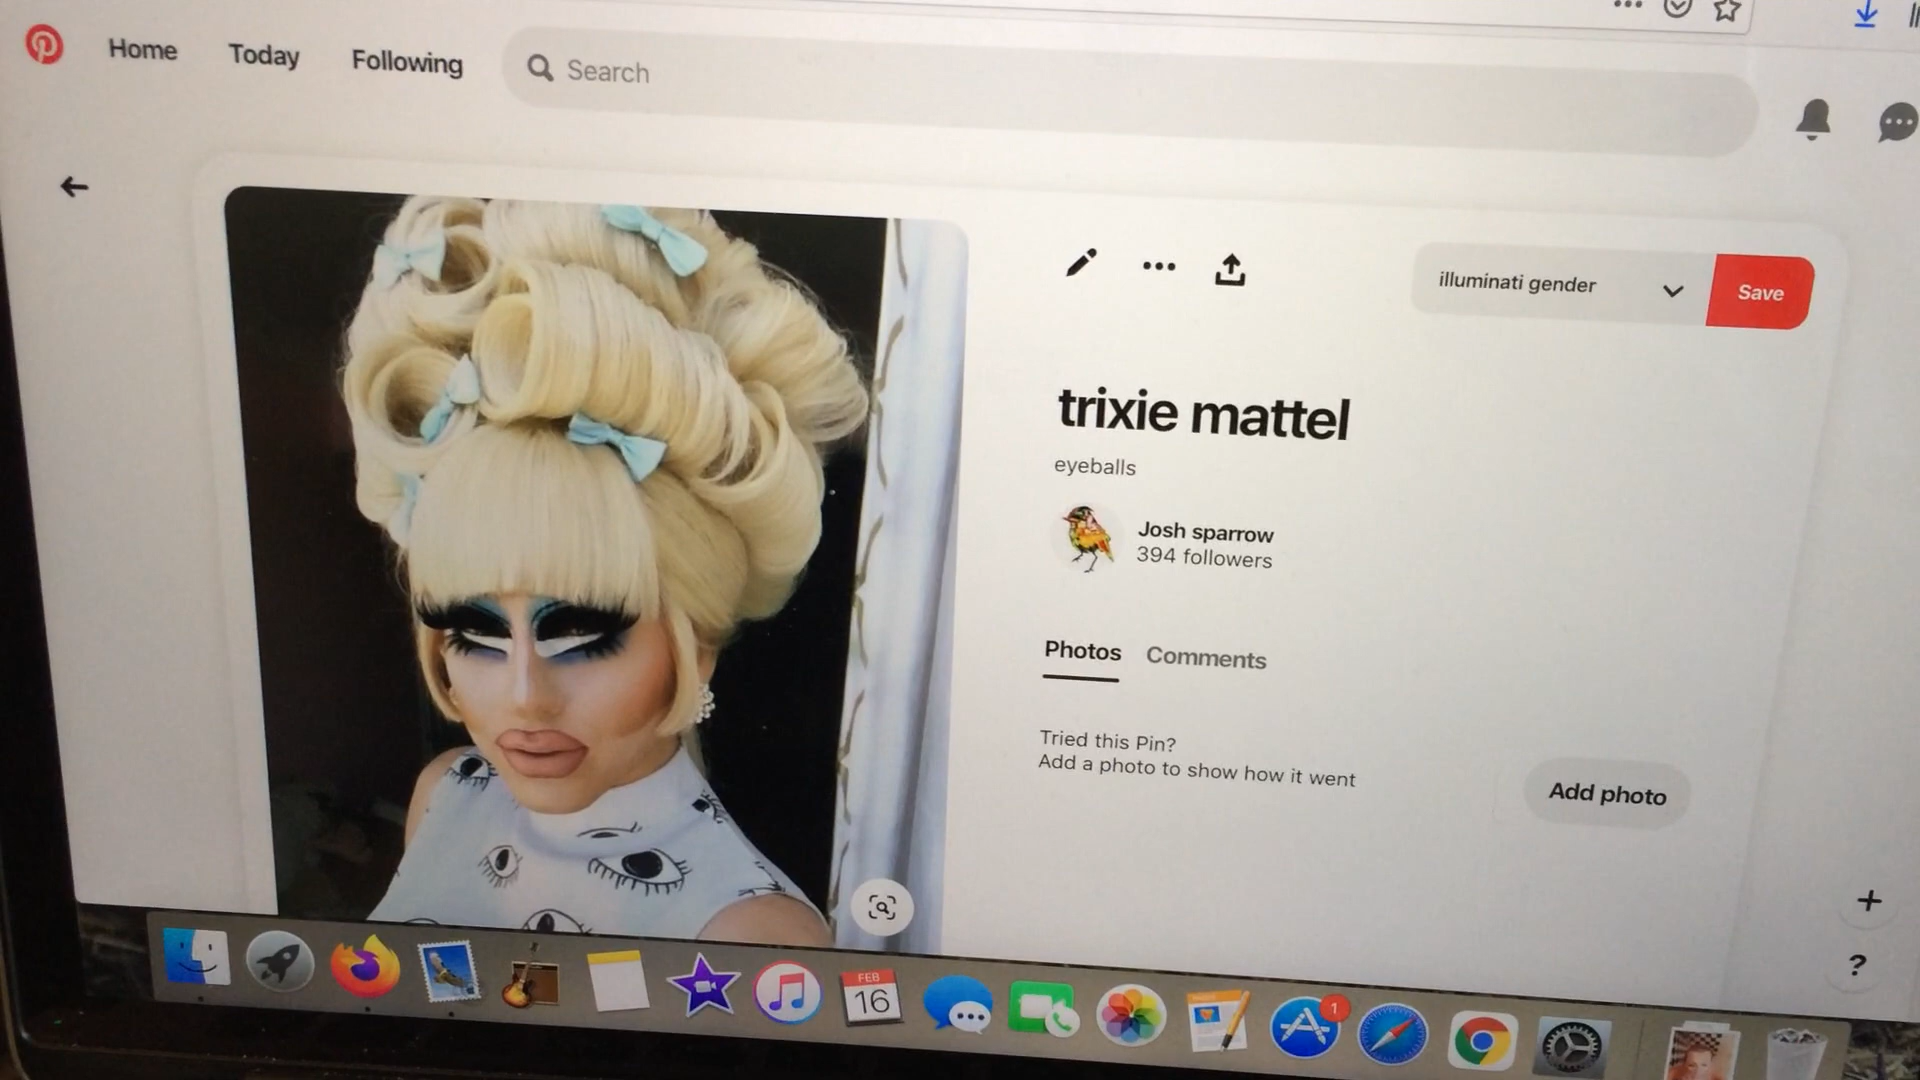 Home
Today
Following
Search
illuminati gender
Save
trixie mattel
eyeballs
Josh sparrow
394 followers
Photos
Comments
Tried this Pin?
Add a photo to show how it went
Add photo
?
FEB
16
1